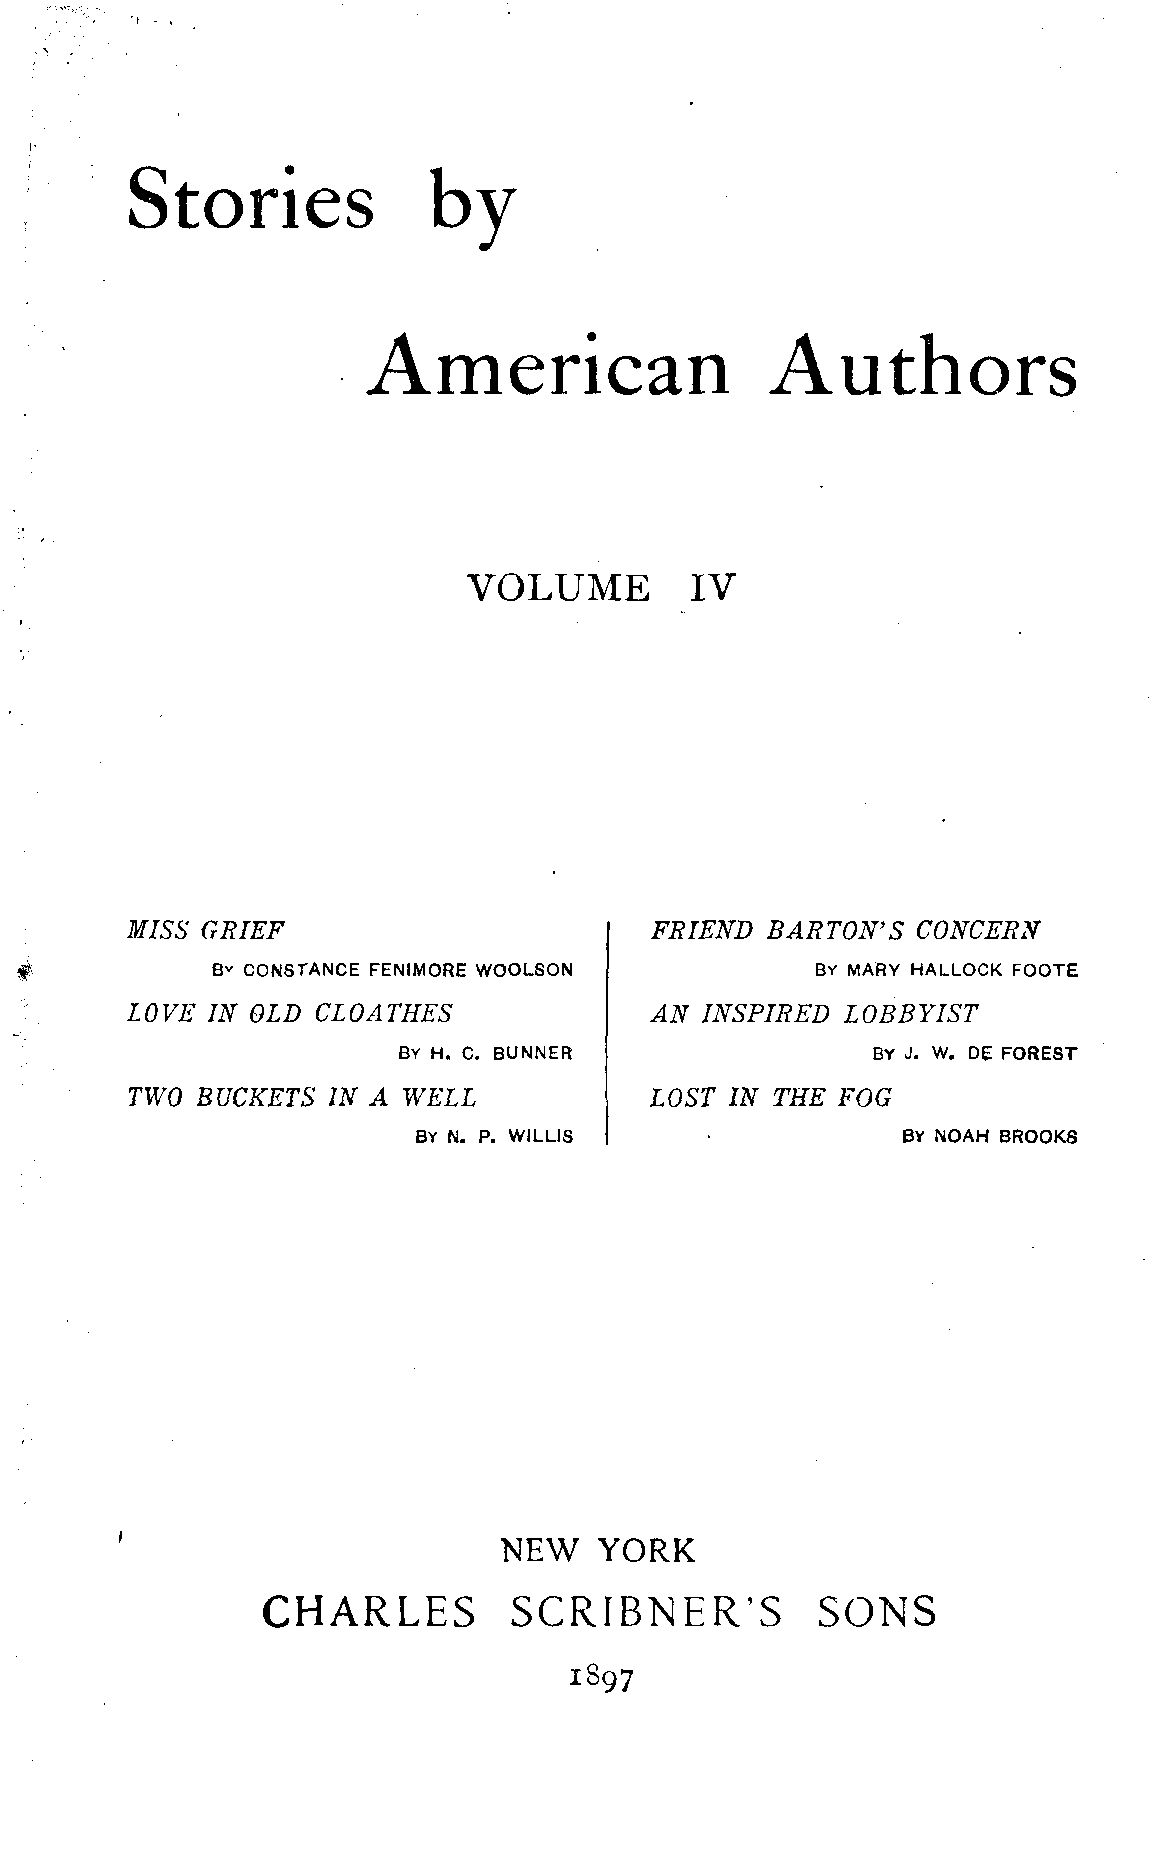 Stories by
American Authors
VOLUME IV
MISS GRIEF
BY CONSTANCE FENIMORE WOOLSON
LOVE IN OLD CLOATHES
BY H. C. BUNNER
TWO BUCKETS IN A WELL
BY N. P. WILLIS
FRIEND BARTON'S CONCERN
BY MARY HALLOCK FOOTE
AN INSPIRED LOBBYIST
BY J. W. DE FOREST
LOST IN THE FOG
BY NOAH BROOKS
NEW YORK
CHARLES SCRIBNER'S SONS
1897